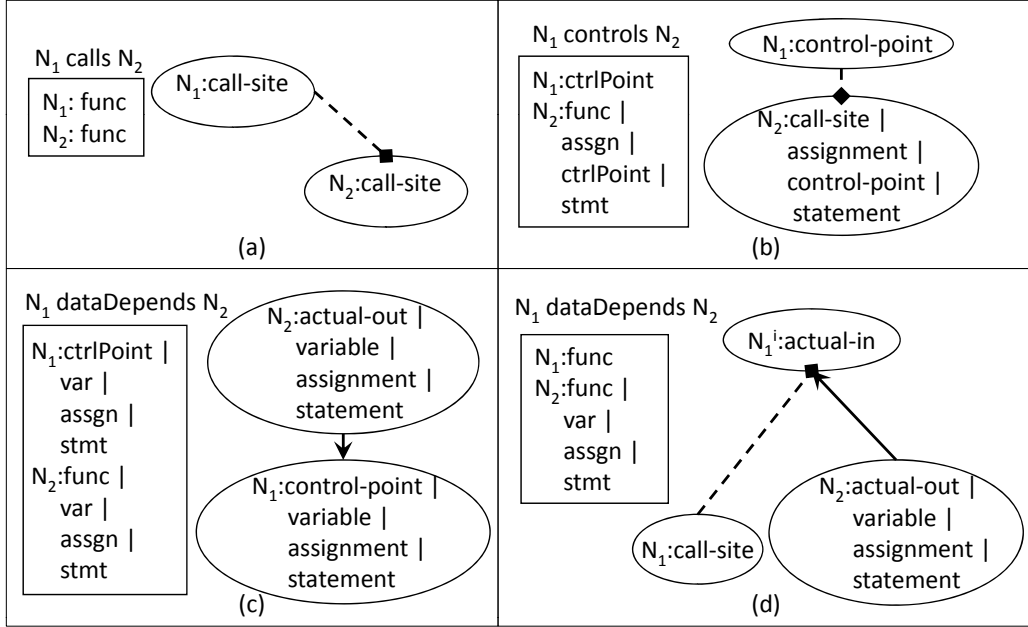 N₁ calls N₂
N₁: func
N₂: func
N₁:call-site
N₂:call-site
(a)
N₁ controls N₂
N₁:ctrlPoint
N₂:func |
assgn |
ctrlPoint |
stmt
N₁:control-point
N₂:call-site |
assignment |
control-point |
statement
(b)
N₁ dataDepends N₂
N₁:ctrlPoint |
var |
assgn |
stmt
N₂:func |
var |
assgn |
stmt
N₂:actual-out |
variable |
assignment |
statement
N₁:control-point |
variable |
assignment |
statement
(c)
N₁ dataDepends N₂
N₁:func
N₂:func |
var |
assgn |
stmt
N₁ⁱ:actual-in
N₁:call-site
N₂:actual-out |
variable |
assignment |
statement
(d)